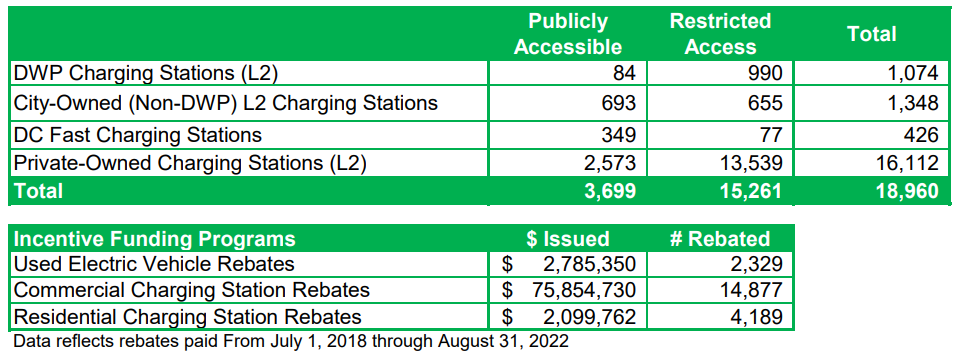 Publicly Accessible Restricted Access Total
DWP Charging Stations (L2) 84 990 1,074
City-Owned (Non-DWP) L2 Charging Stations 693 655 1,348
DC Fast Charging Stations 349 77 426
Private-Owned Charging Stations (L2) 2,573 13,539 16,112
Total 3,699 15,261 18,960
Incentive Funding Programs $ Issued # Rebated
Used Electric Vehicle Rebates $ 2,785,350 2,329
Commercial Charging Station Rebates $ 75,854,730 14,877
Residential Charging Station Rebates $ 2,099,762 4,189
Data reflects rebates paid From July 1, 2018 through August 31, 2022